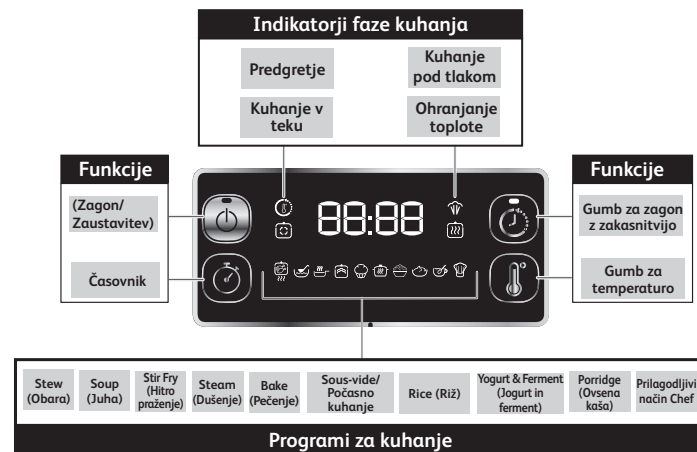 Indikatorji faze kuhanja
Predgretje
Kuhanje
pod tlakom
Kuhanje v
teku
Ohranjanje
toplote
Funkcije
(Zagon/
Zaustavitev)
Časovnik
88:88
Funkcije
Gumb za zagon
z zakasnitvijo
Gumb za
temperaturo
Stew
(Obara)
Soup
(Juha)
Stir Fry
(Hitro
praženje)
Steam
(Dušenje)
Bake
(Pečenje)
Sous-vide/
Počasno
kuhanje
Rice (Riž)
Yogurt & Ferment
(Jogurt in
ferment)
Porridge
(Ovsena
kaša)
Prilagodljivi
način Chef
Programi za kuhanje